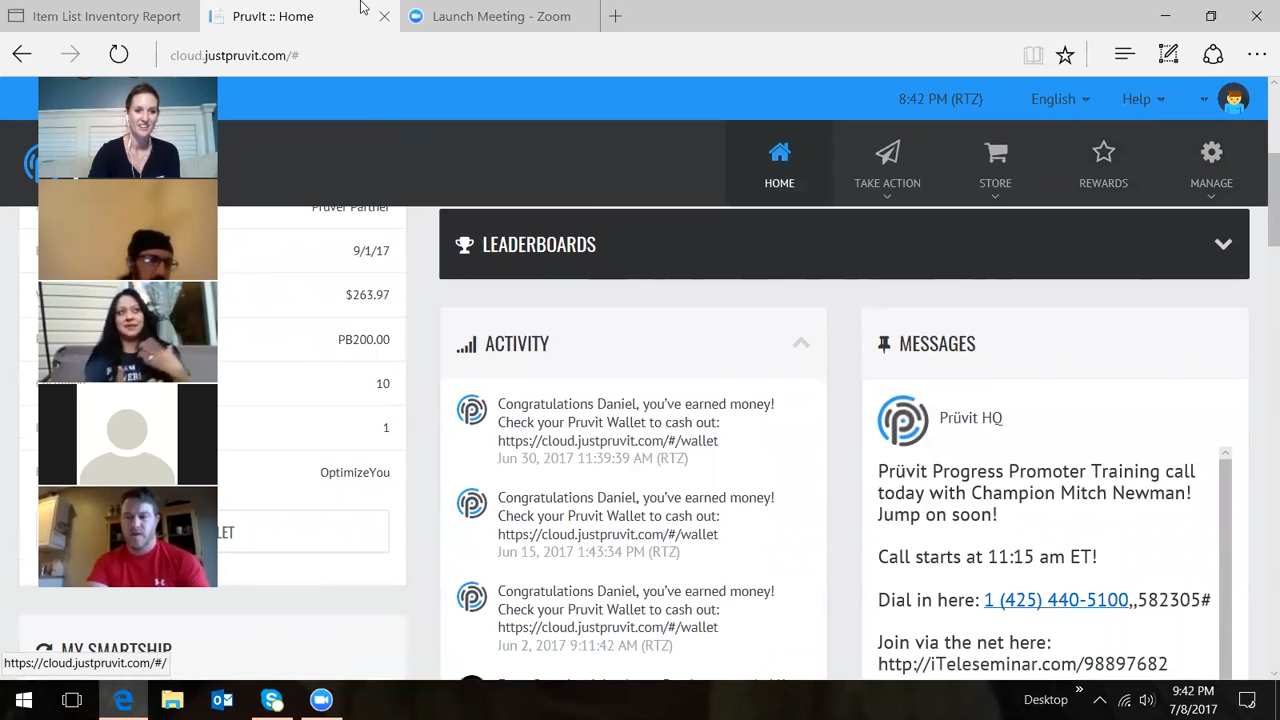 Item List Inventory Report
PruvIt :: Home
Launch Meeting - Zoom
cloud.justpruvit.com/#
8:42 PM (RTZ)
English
Help
HOME
TAKE ACTION
STORE
REWARDS
MANAGE
Pruver Partner
9/1/17
$263.97
PB200.00
10
1
OptimizeYou
LET
MY SMARTSHIP
https://cloud.justpruvit.com/#/
LEADERBOARDS
ACTIVITY
Congratulations Daniel, you've earned money!
Check your Pruvit Wallet to cash out:
https://cloud.justpruvit.com/#/wallet
Jun 30, 2017 11:39:39 AM (RTZ)
Congratulations Daniel, you've earned money!
Check your Pruvit Wallet to cash out:
https://cloud.justpruvit.com/#/wallet
Jun 15, 2017 1:43:34 PM (RTZ)
Congratulations Daniel, you've earned money!
Check your Pruvit Wallet to cash out:
https://cloud.justpruvit.com/#/wallet
Jun 2, 2017 9:11:42 AM (RTZ)
MESSAGES
Prüvit HQ
Prüvit Progress Promoter Training call
today with Champion Mitch Newman!
Jump on soon!
Call starts at 11:15 am ET!
Dial in here: 1 (425) 440-5100,,582305#
Join via the net here:
http://iTeleseminar.com/98897682
Desktop
9:42 PM
7/8/2017